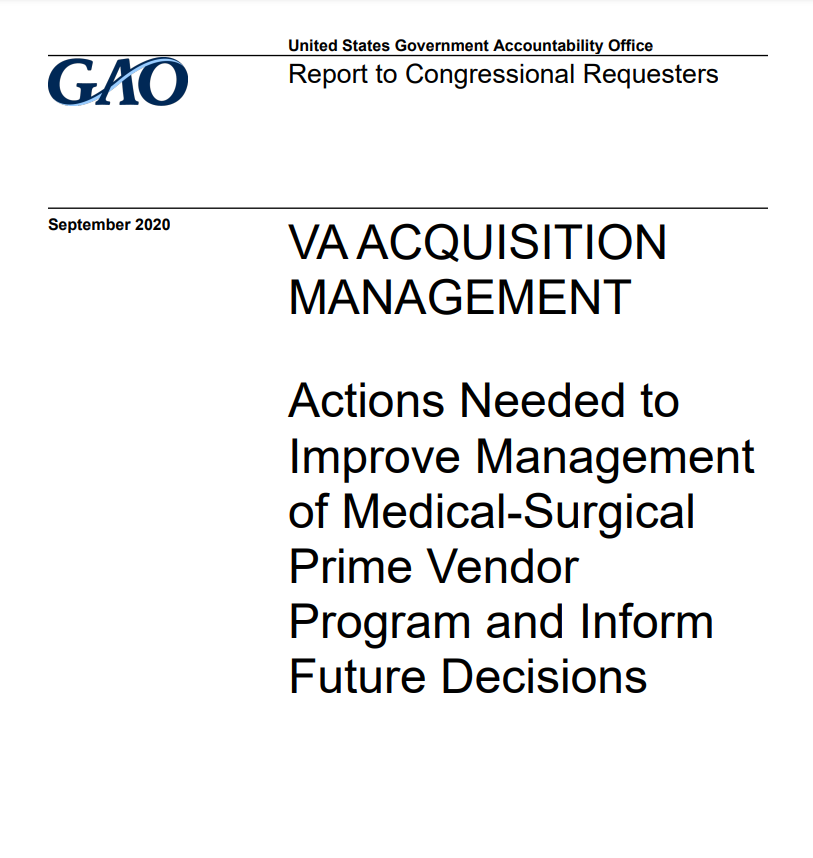 United States Government Accountability Office
GAO
Report to Congressional Requesters
September 2020
VA ACQUISITION
MANAGEMENT
Actions Needed to
Improve Management
of Medical-Surgical
Prime Vendor
Program and Inform
Future Decisions